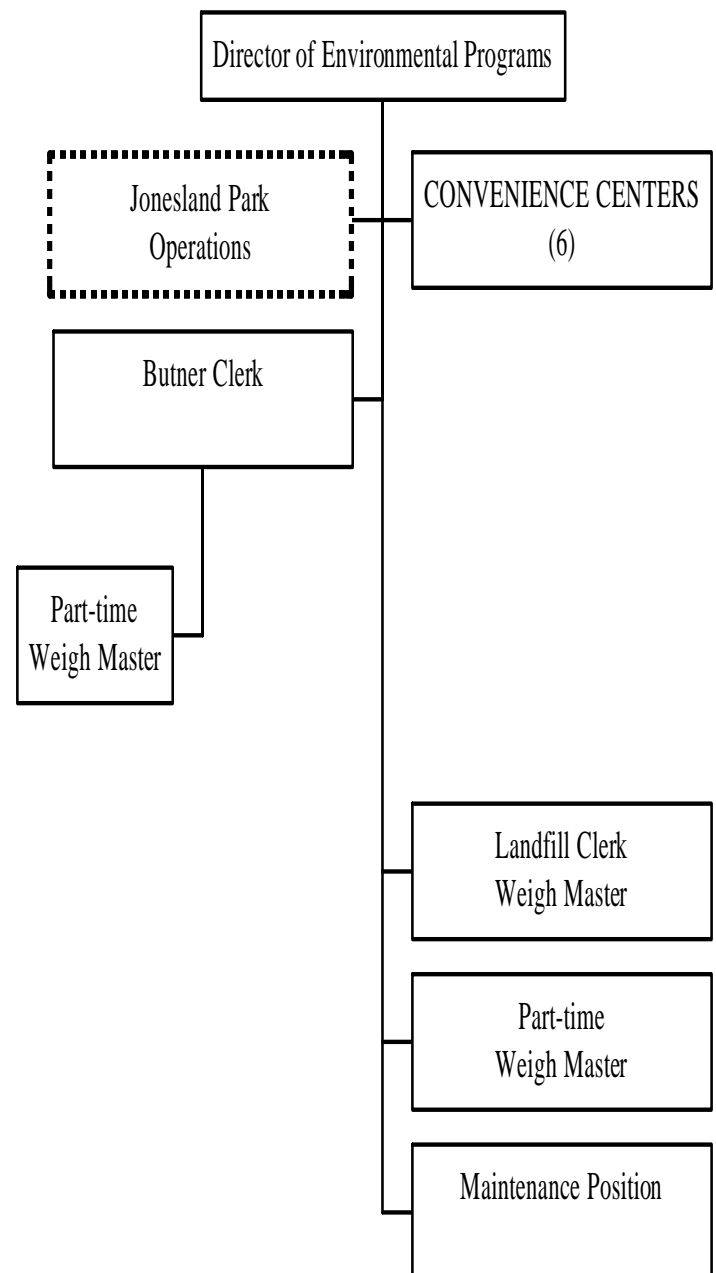 Director of Environmental Programs
Jonesland Park
Operations
CONVENIENCE CENTERS
(6)
Butner Clerk
Part-time
Weigh Master
Landfill Clerk
Weigh Master
Part-time
Weigh Master
Maintenance Position